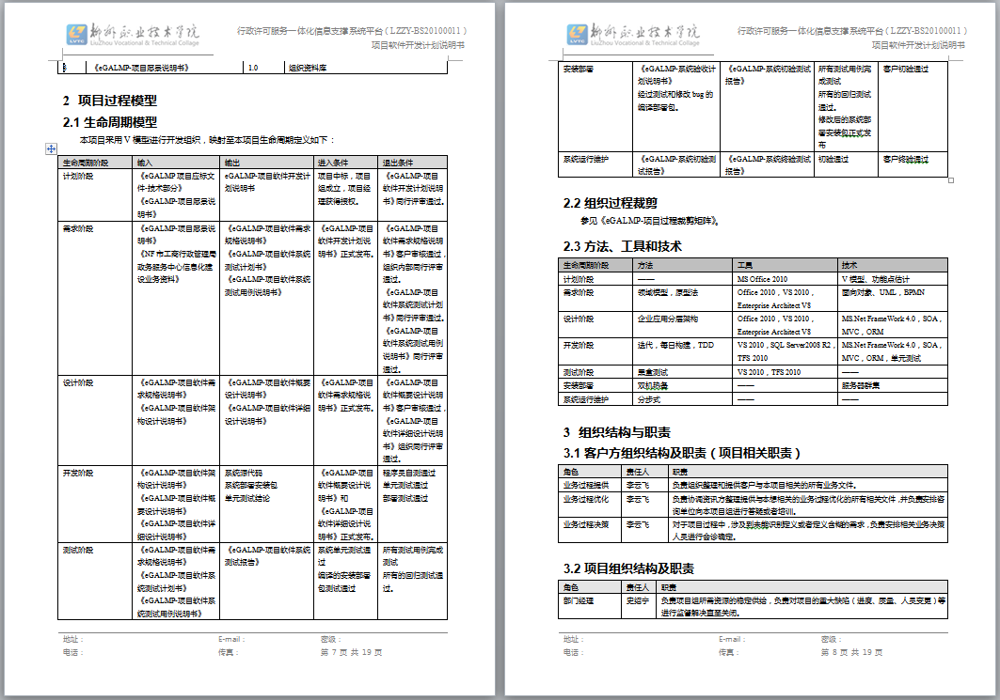 柳州职业技术学院
LiuZhou Vocational & Technical Collage
行政许可服务一体化信息支撑系统平台（LZZY-BS20100011）
项目软件开发计划说明书
8 《eGALMP-项目愿景说明书》 1.0 组织资料库
2 项目过程模型
2.1 生命周期模型
本项目采用 V 模型进行开发组织，映射至本项目生命周期定义如下：
生命周期阶段 输入 输出 进入条件 退出条件
计划阶段
《eGALMP 项目应标文
件-技术部分》
《eGALMP-项目愿景说
明书》
eGALMP-项目软件开发计
划说明书
项目中标，项目
组成立，项目经
理获得授权。
《eGALMP-项目
软件开发计划说明
书》同行评审通过。
需求阶段
《eGALMP-项目愿景说
明书》
《NF 市工商行政管理局
政务服务中心信息化建
设业务资料》
《eGALMP-项目软件需求
规格说明书》
《eGALMP-项目软件系统
测试计划书》
《eGALMP-项目软件系统
测试用例说明书》
《eGALMP-项目
软件开发计划说
明书》正式发布。
《eGALMP-项目
软件需求规格说明
书》客户审核通过，
组织内部同行评审
通过。
《eGALMP-项目
软件系统测试计划
书》同行评审通过。
《eGALMP-项目
软件系统测试用例
说明书》同行评审
通过。
设计阶段
《eGALMP-项目软件需
求规格说明书》
《eGALMP-项目软件架
构设计说明书》
《eGALMP-项目软件概要
设计说明书》
《eGALMP-项目软件详细
设计说明书》
《eGALMP-项目
软件需求规格说
明书》正式发布。
《eGALMP-项目
软件概要设计说明
书》客户审核通过，
《eGALMP-项目
软件详细设计说明
书》组织同行评审
通过。
开发阶段
《eGALMP-项目软件架
构设计说明书》
《eGALMP-项目软件概
要设计说明书》
《eGALMP-项目软件详
细设计说明书》
系统源代码
系统部署安装包
单元测试结论
《eGALMP-项目
软件概要设计说
明书》和
《eGALMP-项目
软件详细设计说
明书》正式发布。
程序员自测通过
单元测试通过
部署测试通过
测试阶段
《eGALMP-项目软件需
求规格说明书》
《eGALMP-项目软件系
统测试计划书》
《eGALMP-项目软件系
统测试用例说明书》
《eGALMP-项目软件系统
测试报告》
系统单元测试通
过
编译的安装部署
包测试通过
所有测试用例完成
测试
所有的回归测试通
过。
地址： E-mail： 密级：
电话： 传真： 第 7 页 共 19 页
柳州职业技术学院
LiuZhou Vocational & Technical Collage
行政许可服务一体化信息支撑系统平台（LZZY-BS20100011）
项目软件开发计划说明书
安装部署
《eGALMP-系统验收计
划说明书》
经过测试和修改 bug 的
编译部署包。
《eGALMP-系统初验测试
报告》
所有测试用例完
成测试
所有的回归测试
通过。
修改后的系统部
署安装包正式发
布
客户初验通过
系统运行维护
《eGALMP-系统初验测
试报告》
《eGALMP-系统终验测试
报告》
初验通过
客户终验通过
2.2 组织过程裁剪
参见《eGALMP-项目过程裁剪矩阵》。
2.3 方法、工具和技术
生命周期阶段 方法 工具 技术
计划阶段 —— MS Office 2010 V 模型、功能点估计
需求阶段 领域模型，原型法 Office 2010，VS 2010， 面向对象、UML，BPMN
Enterprise Architect V8
设计阶段 企业应用分层架构 Office 2010，VS 2010， MS.Net FrameWork 4.0，SOA，
Enterprise Architect V8 MVC，ORM
开发阶段 迭代，每日构建，TDD VS 2010，SQL Server2008 R2， MS.Net FrameWork 4.0，SOA，
TFS 2010 MVC，ORM，单元测试
测试阶段 黑盒测试 VS 2010，TFS 2010 ——
安装部署 双机热备 —— 服务器群集
系统运行维护 分步式 —— ——
3 组织结构与职责
3.1 客户方组织结构及职责（项目相关职责）
角色 责任人 职责
业务过程提供 李云飞 负责组织整理和提供客户与本项目相关的所有业务文件。
业务过程优化 李云飞 负责协调资讯方整理提供与本想相关的业务过程优化的所有相关文件，并负责安排咨
询单位向本项目组进行答疑或者培训。
业务过程决策 李云飞 对于项目过程中，涉及到未能识别定义或者定义含糊的需求，负责安排相关业务决策
人员进行会诊确定。
3.2 项目组织结构及职责
角色 责任人 职责
部门经理 史绍宁 负责项目组所需资源的稳定供给，负责对项目的重大缺陷（进度、质量、人员变更）等
进行监督解决直至关闭。
地址： E-mail： 密级：
电话： 传真： 第 8 页 共 19 页